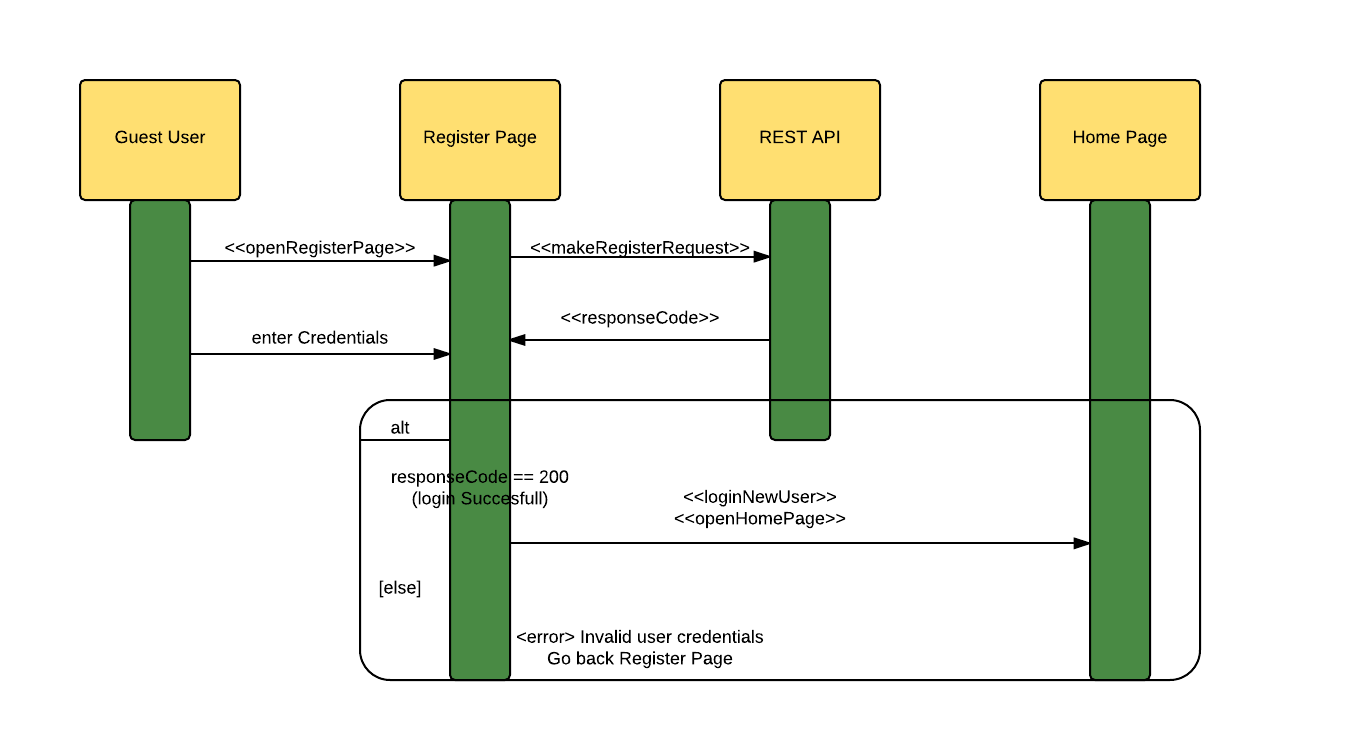 Guest User
Register Page
REST API
Home Page
<<openRegisterPage>>
<<makeRegisterRequest>>
<<responseCode>>
enter Credentials
alt
responseCode == 200
(login Succesfull)
<<loginNewUser>>
<<openHomePage>>
[else]
<error> Invalid user credentials
Go back Register Page